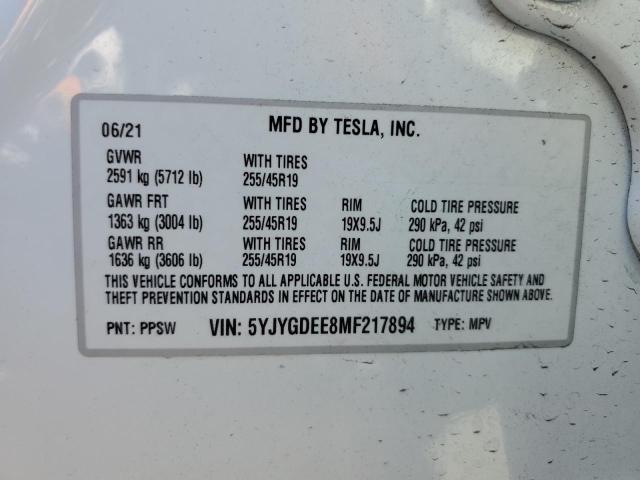 06/21 MFD BY TESLA, INC.
GVWR WITH TIRES
2591 kg (5712 lb) 255/45R19
GAWR FRT WITH TIRES RIM COLD TIRE PRESSURE
1363 kg (3004 lb) 255/45R19 19X9.5J 290 kPa, 42 psi
GAWR RR WITH TIRES RIM COLD TIRE PRESSURE
1636 kg (3606 lb) 255/45R19 19X9.5J 290 kPa, 42 psi
THIS VEHICLE CONFORMS TO ALL APPLICABLE U.S. FEDERAL MOTOR VEHICLE SAFETY AND
THEFT PREVENTION STANDARDS IN EFFECT ON THE DATE OF MANUFACTURE SHOWN ABOVE.
PNT: PPSW VIN: 5YJYGDEE8MF217894 TYPE: MPV